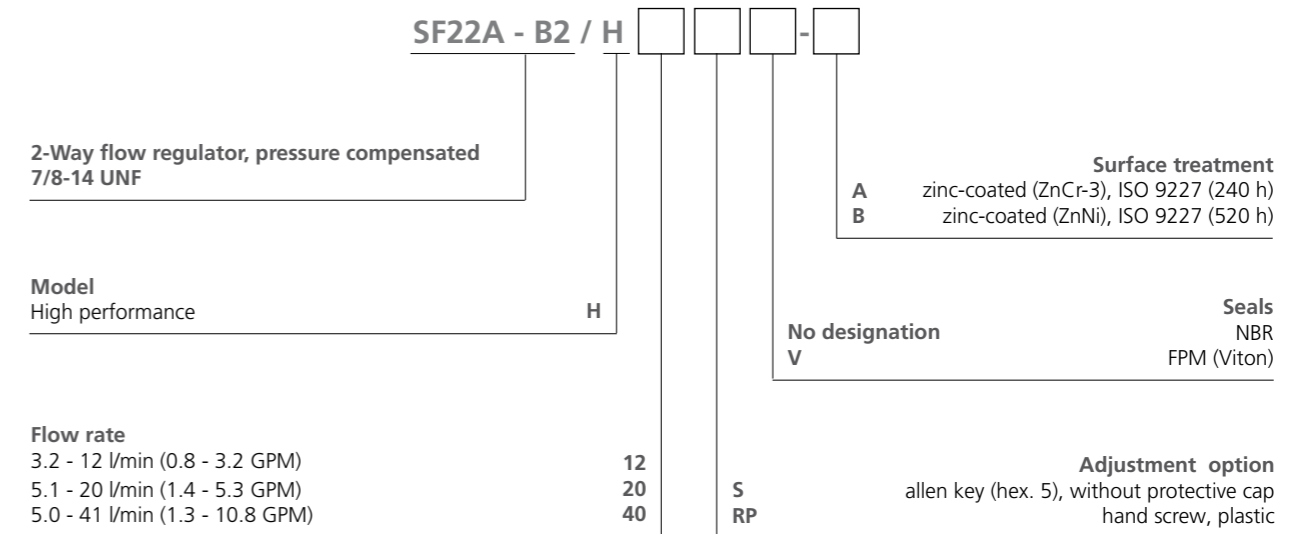 SF22A - B2 / H -
2-Way flow regulator, pressure compensated
7/8-14 UNF
Surface treatment
A zinc-coated (ZnCr-3), ISO 9227 (240 h)
B zinc-coated (ZnNi), ISO 9227 (520 h)
Model
High performance H
Seals
No designation NBR
V FPM (Viton)
Flow rate
3.2 - 12 l/min (0.8 - 3.2 GPM) 12
5.1 - 20 l/min (1.4 - 5.3 GPM) 20
5.0 - 41 l/min (1.3 - 10.8 GPM) 40
Adjustment option
S allen key (hex. 5), without protective cap
RP hand screw, plastic